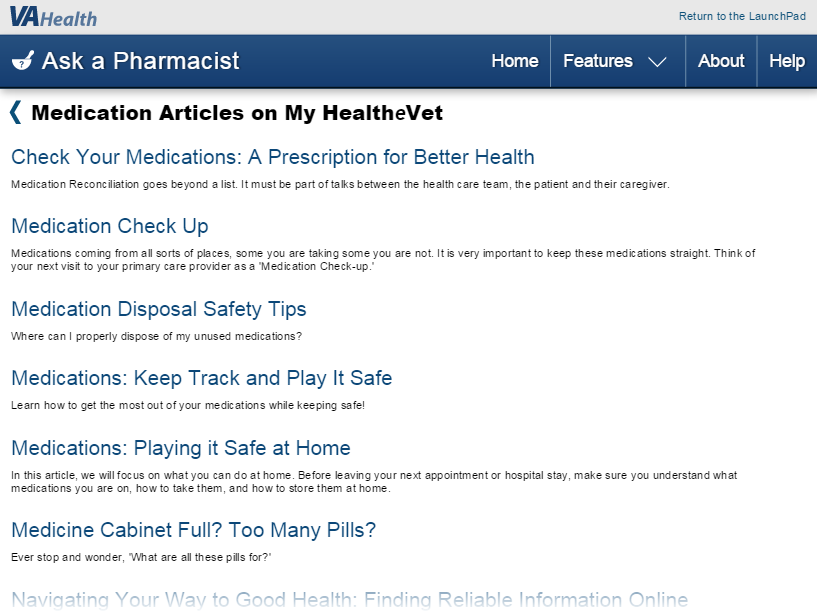 VAHealth
Return to the LaunchPad
? Ask a Pharmacist
Home
Features
About
Help
Medication Articles on My HealtheVet
Check Your Medications: A Prescription for Better Health
Medication Reconciliation goes beyond a list. It must be part of talks between the health care team, the patient and their caregiver.
Medication Check Up
Medications coming from all sorts of places, some you are taking some you are not. It is very important to keep these medications straight. Think of
your next visit to your primary care provider as a 'Medication Check-up.'
Medication Disposal Safety Tips
Where can I properly dispose of my unused medications?
Medications: Keep Track and Play It Safe
Learn how to get the most out of your medications while keeping safe!
Medications: Playing it Safe at Home
In this article, we will focus on what you can do at home. Before leaving your next appointment or hospital stay, make sure you understand what
medications you are on, how to take them, and how to store them at home.
Medicine Cabinet Full? Too Many Pills?
Ever stop and wonder, 'What are all these pills for?'
Navigating Your Way to Good Health: Finding Reliable Information Online